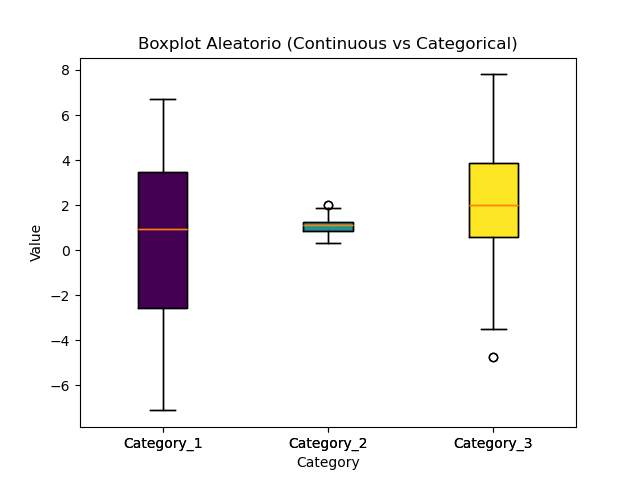 Boxplot Aleatorio (Continuous vs Categorical)
8
6
4
2
0
−2
−4
−6
Value
Category_1 Category_2 Category_3
Category